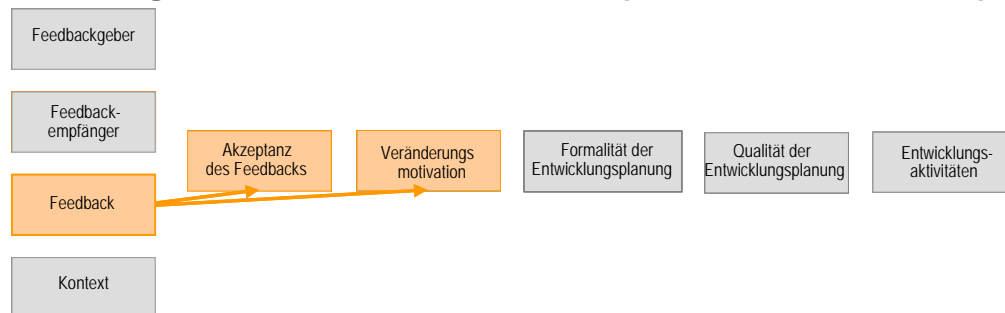 Feedbackgeber
Feedback-
empfänger
Akzeptanz
des Feedbacks
Veränderungs
motivation
Formalität der
Entwicklungsplanung
Qualität der
Entwicklungsplanung
Entwicklungs-
aktivitäten
Feedback
Kontext